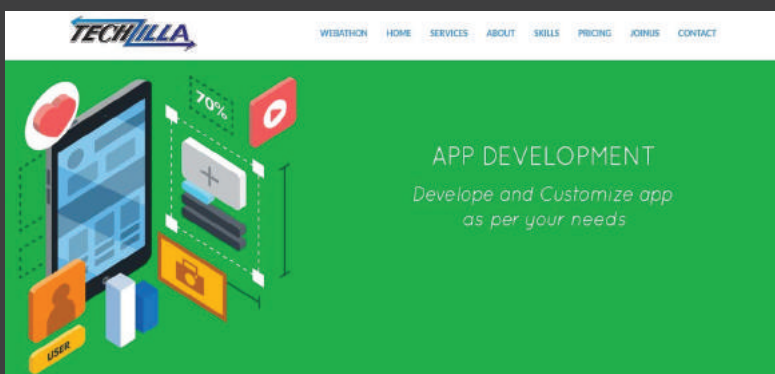 TECHZILLA
WEBATHON HOME SERVICES ABOUT SKILLS PRICING JOINUS CONTACT
70%
APP DEVELOPMENT
Develope and Customize app
as per your needs
USER